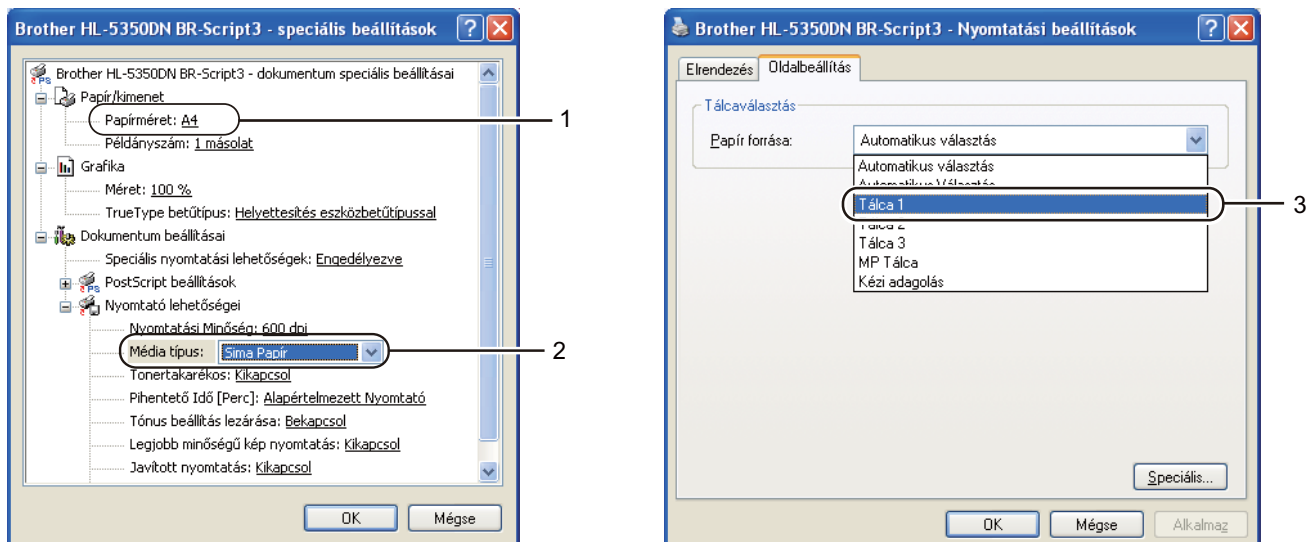 Brother HL-5350DN BR-Script3 - speciális beállítások
Brother HL-5350DN BR-Script3 - dokumentum speciális beállításai
Papír/kimenet
Papírméret: A4
1
Példányszám: 1 másolat
Grafika
Méret: 100 %
TrueType betűtípus: Helyettesítés eszközbetűtípussal
Dokumentum beállításai
Speciális nyomtatási lehetőségek: Engedélyezve
PS
PostScript beállítások
Nyomtató lehetőségei
Nyomtatási Minőség: 600 dpi
Média típus: Sima Papír
2
Tonertakarékos: Kikapcsol
Pihentető Idő [Perc]: Alapértelmezett Nyomtató
Tónus beállítás lezárása: Bekapcsol
Legjobb minőségű kép nyomtatás: Kikapcsol
Javított nyomtatás: Kikapcsol
OK
Mégse
Brother HL-5350DN BR-Script3 - Nyomtatási beállítások
Elrendezés
Oldalbeállítás
Tálcaválasztás
Papír forrása: Automatikus választás
Automatikus választás
Automatikus Választás
Tálca 1
3
Tálca 2
Tálca 3
MP Tálca
Kézi adagolás
Speciális...
OK
Mégse
Alkalmaz